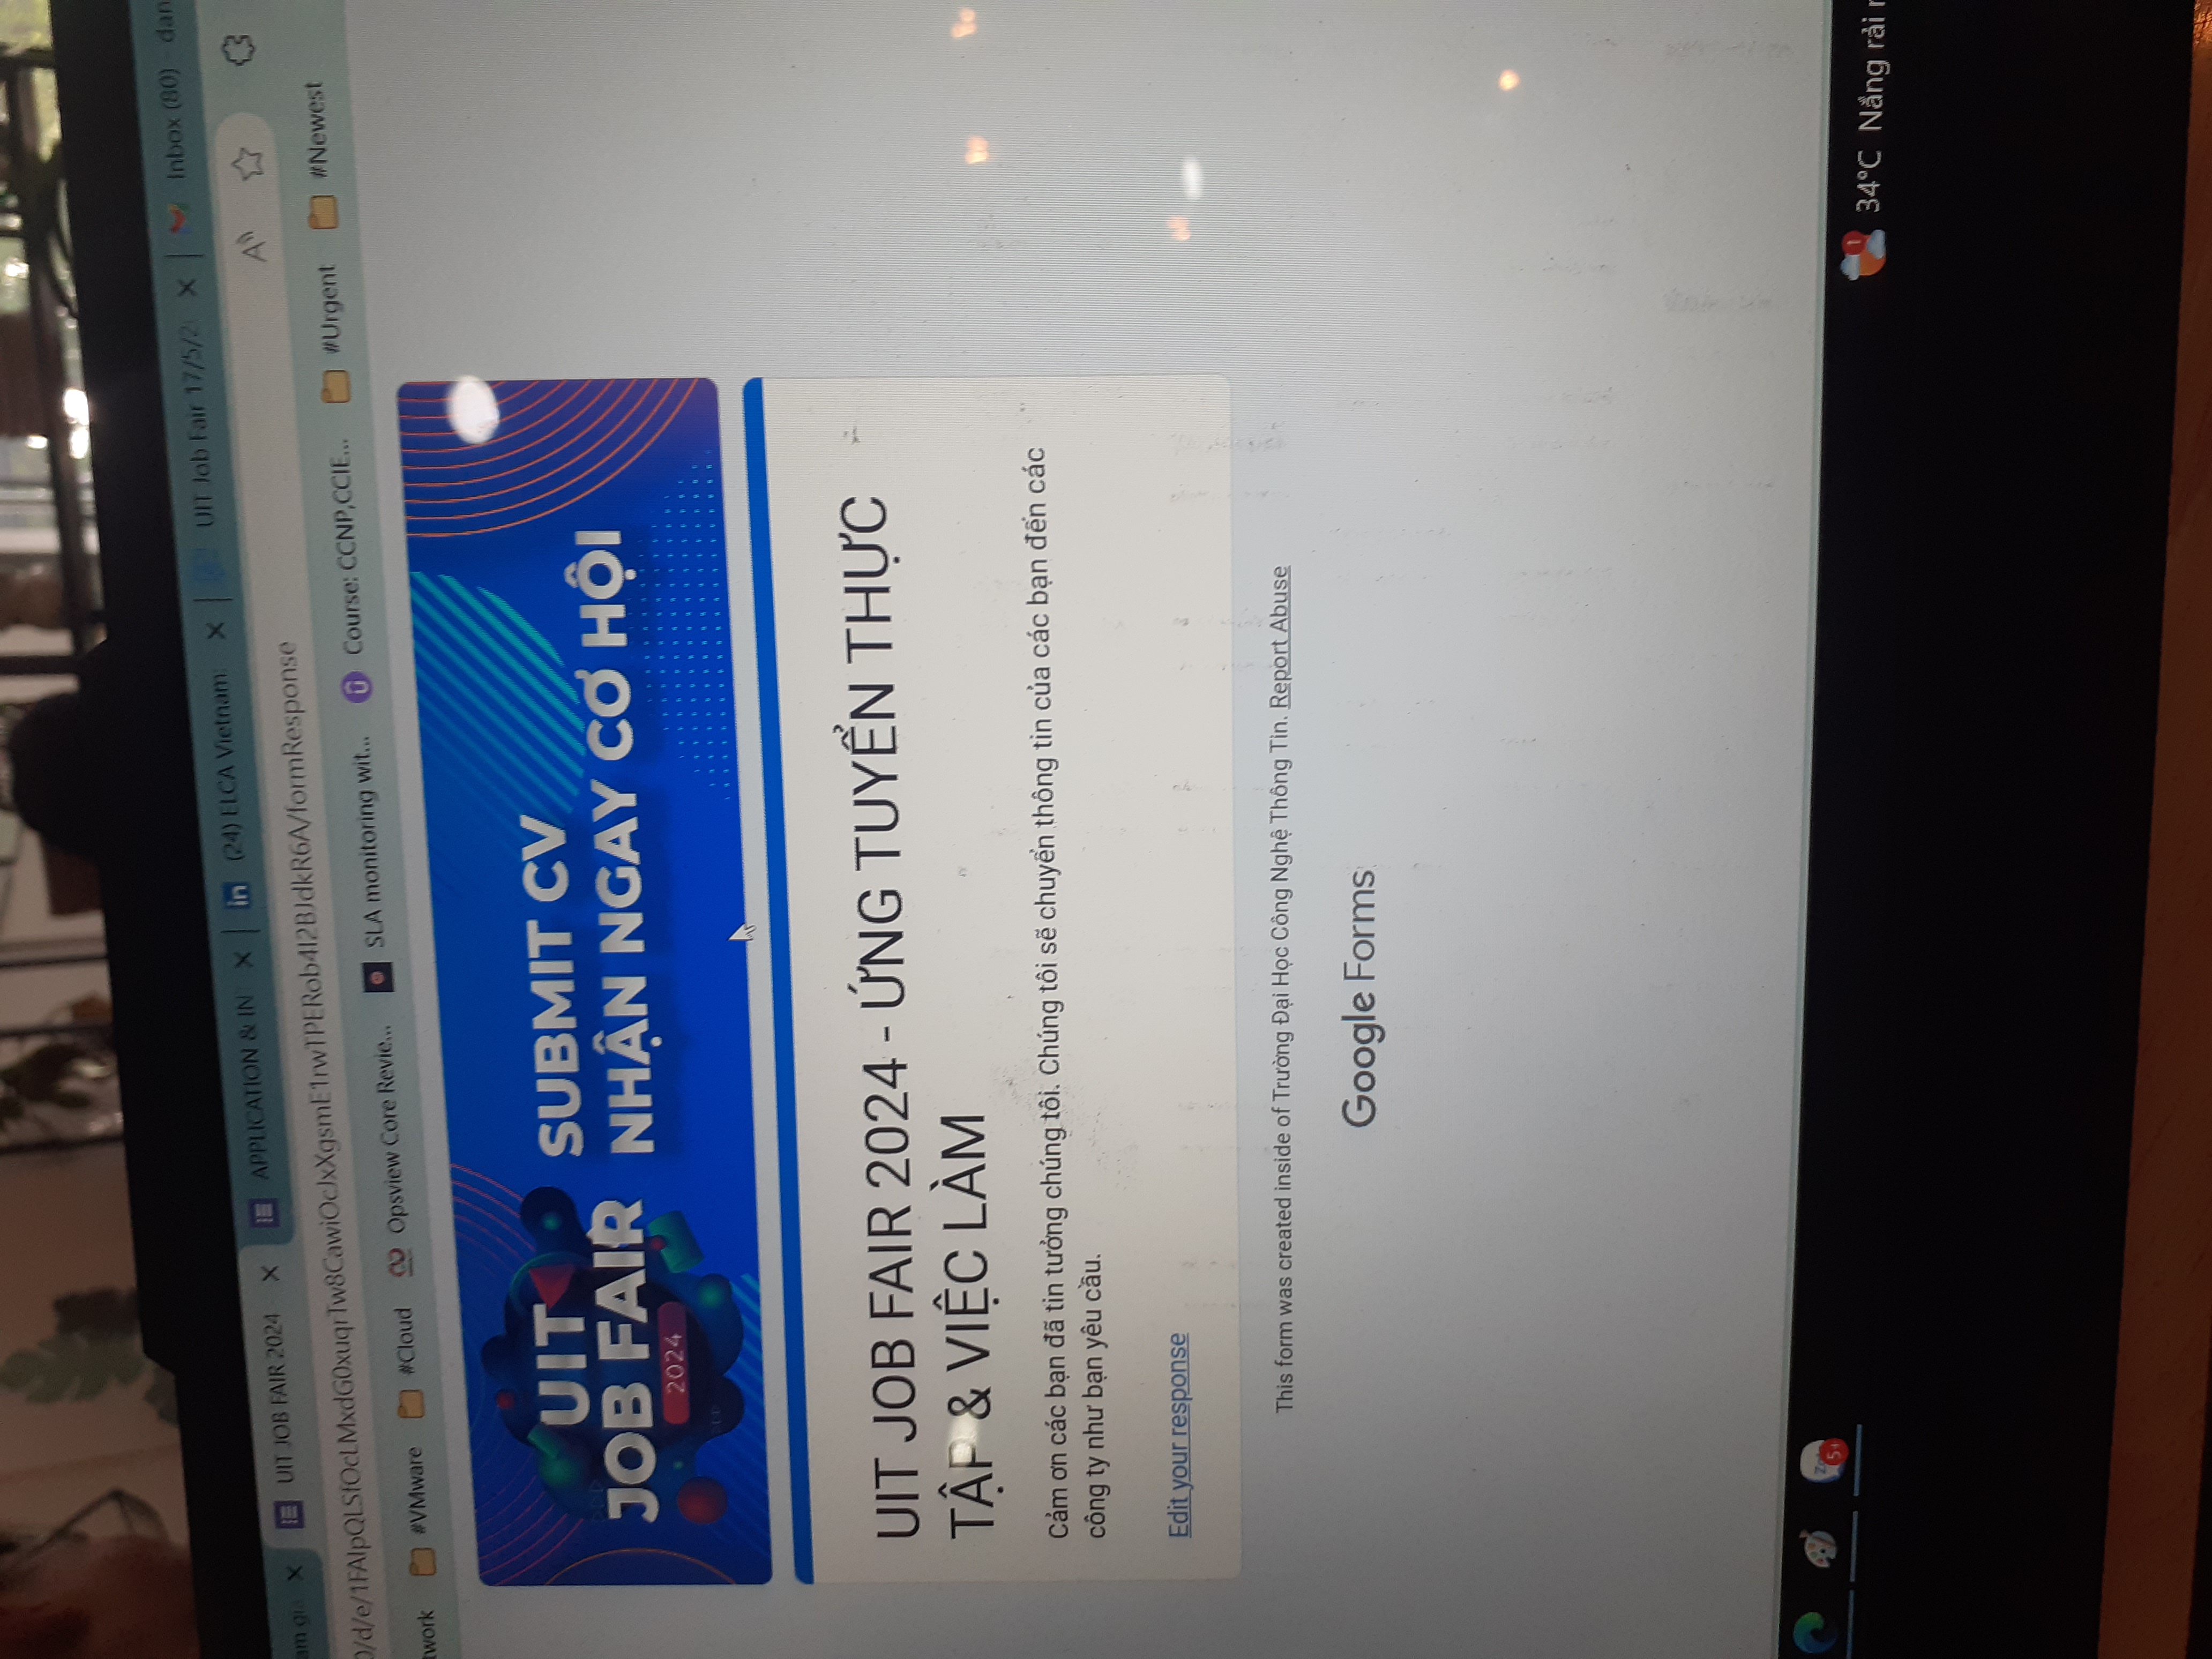 UIT JOB FAIR 2024
APPLICATION & IN
in (24) ELCA Vietnam:
UIT Job Fair 17/5/2
Inbox (80)
/d/e/1FAIpQLSfOcLMxdG0xuqrTw8CawiOcJxXgsmE1rwTPERob4I2BJdkR6A/formResponse
twork
#VMware
#Cloud
Opsview Core Revie...
SLA monitoring wit...
Course: CCNP,CCIE...
#Urgent
#Newest
UIT
JOB FAIR
2024
SUBMIT CV
NHẬN NGAY CƠ HỘI
UIT JOB FAIR 2024 - ỨNG TUYỂN THỰC
TẬP & VIỆC LÀM
Cảm ơn các bạn đã tin tưởng chúng tôi. Chúng tôi sẽ chuyển thông tin của các bạn đến các
công ty như bạn yêu cầu.
Edit your response
This form was created inside of Trường Đại Học Công Nghệ Thông Tin. Report Abuse
Google Forms
5+
1
34°C Nắng rải